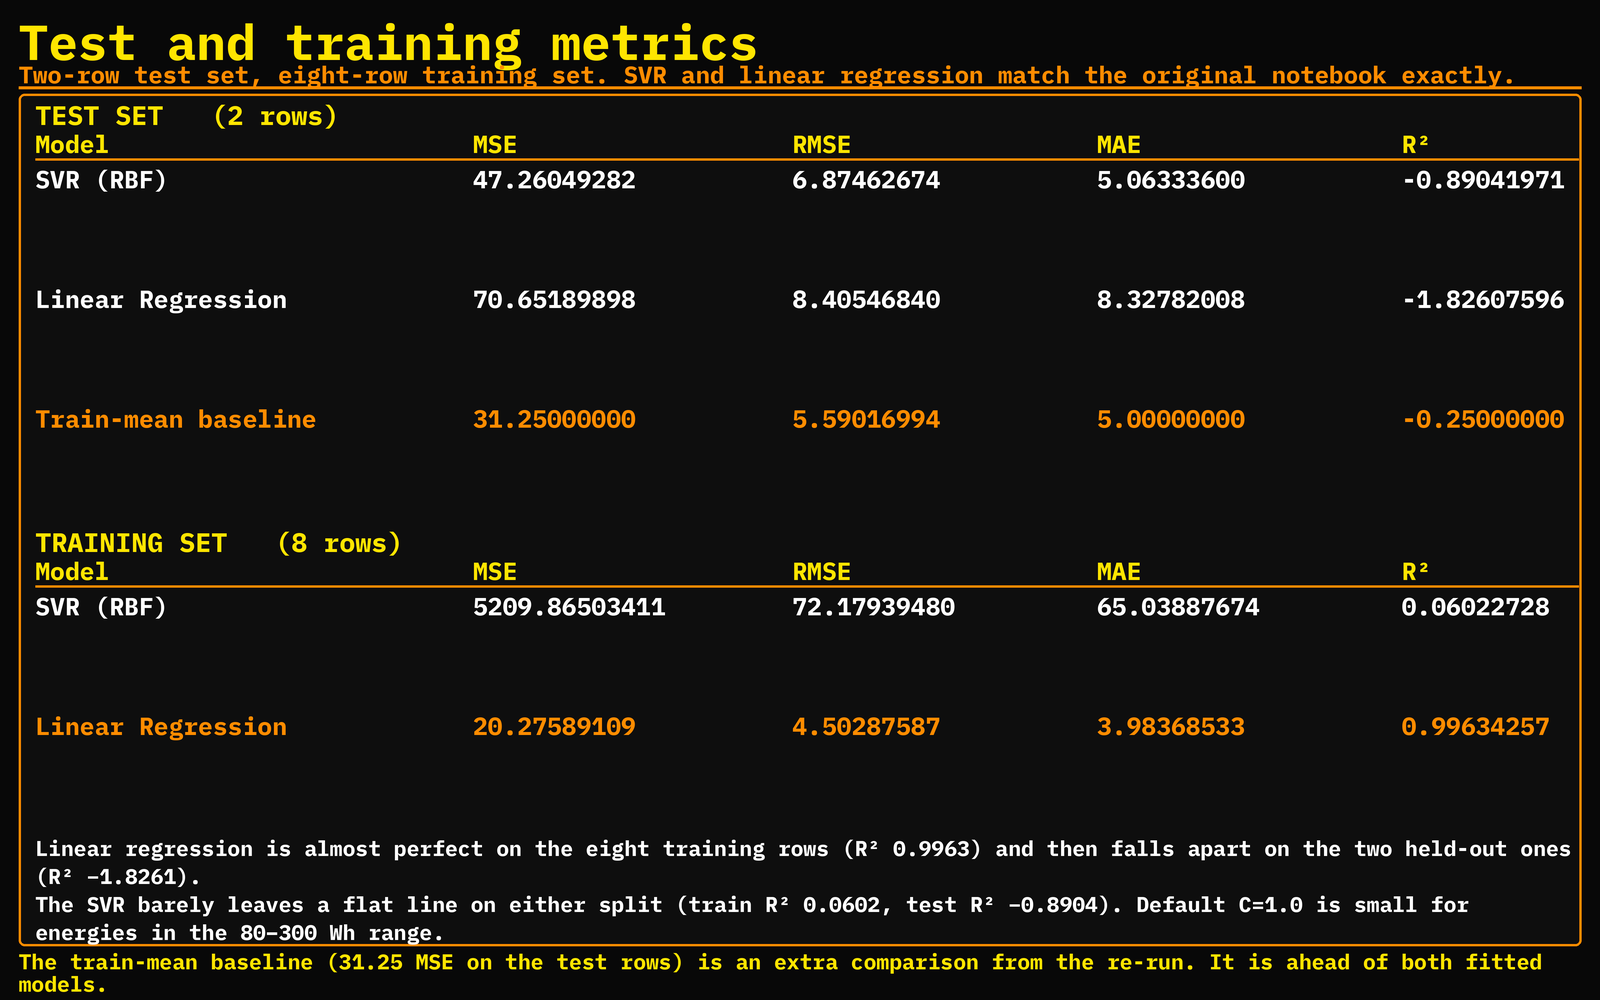 Test and training metrics
Two-row test set, eight-row training set. SVR and linear regression match the original notebook exactly.
TEST SET (2 rows)
Model MSE RMSE MAE R²
SVR (RBF) 47.26049282 6.87462674 5.06333600 -0.89041971
Linear Regression 70.65189898 8.40546840 8.32782008 -1.82607596
Train-mean baseline 31.25000000 5.59016994 5.00000000 -0.25000000
TRAINING SET (8 rows)
Model MSE RMSE MAE R²
SVR (RBF) 5209.86503411 72.17939480 65.03887674 0.06022728
Linear Regression 20.27589109 4.50287587 3.98368533 0.99634257
Linear regression is almost perfect on the eight training rows (R² 0.9963) and then falls apart on the two held-out ones
(R² −1.8261).
The SVR barely leaves a flat line on either split (train R² 0.0602, test R² −0.8904). Default C=1.0 is small for
energies in the 80–300 Wh range.
The train-mean baseline (31.25 MSE on the test rows) is an extra comparison from the re-run. It is ahead of both fitted
models.